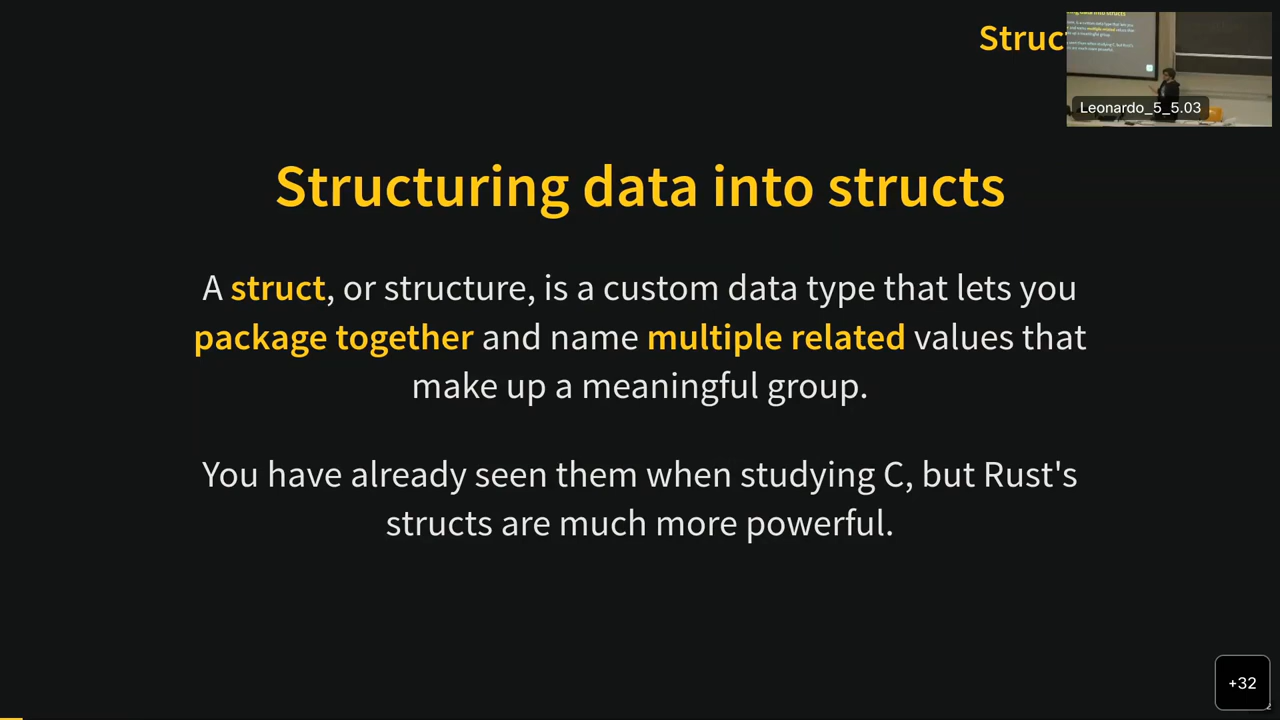 Struc
Leonardo_5_5.03
Structuring data into structs
A struct, or structure, is a custom data type that lets you
package together and name multiple related values that
make up a meaningful group.
You have already seen them when studying C, but Rust's
structs are much more powerful.
+32